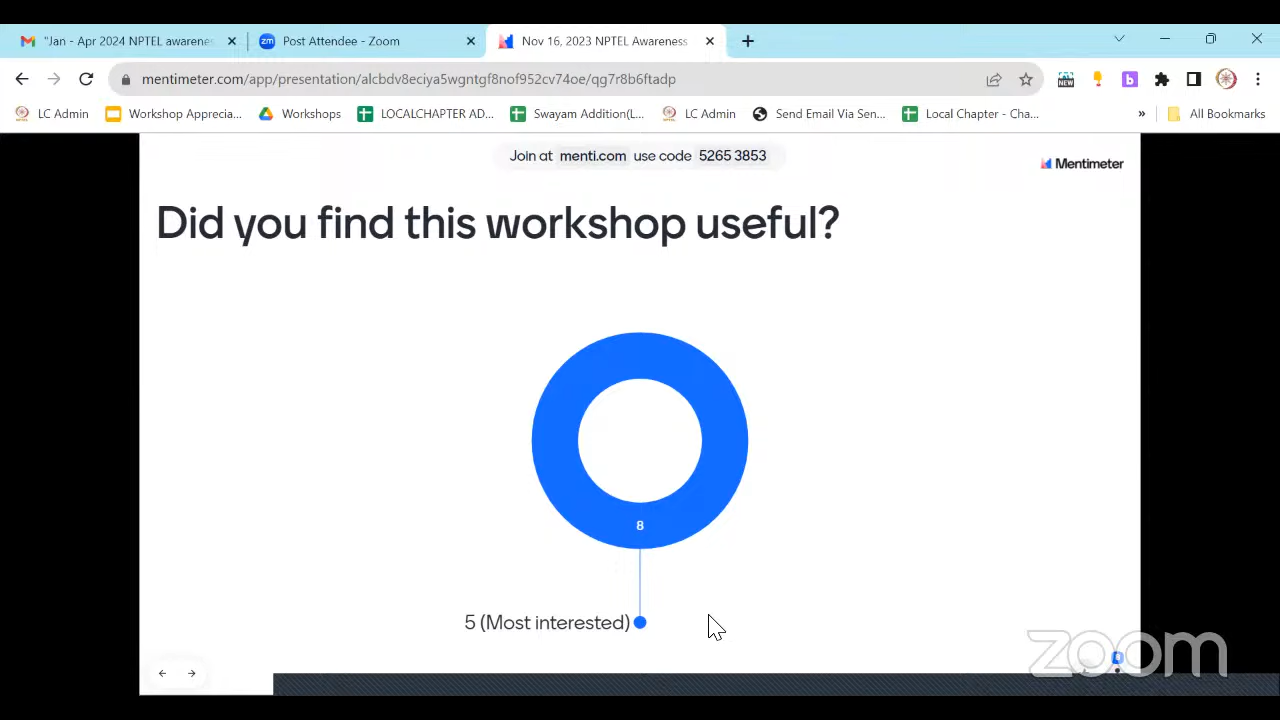 "Jan - Apr 2024 NPTEL awarenes
zm
Post Attendee - Zoom
Nov 16, 2023 NPTEL Awareness
mentimeter.com/app/presentation/alcbdv8eciya5wgntgf8nof952cv74oe/qg7r8b6ftadp
NEW
b
LC Admin
Workshop Apprecia...
Workshops
LOCALCHAPTER AD...
Swayam Addition(L...
LC Admin
Send Email Via Sen...
Local Chapter - Cha...
»
All Bookmarks
Join at menti.com use code 5265 3853
Mentimeter
Did you find this workshop useful?
8
5 (Most interested)
zoom